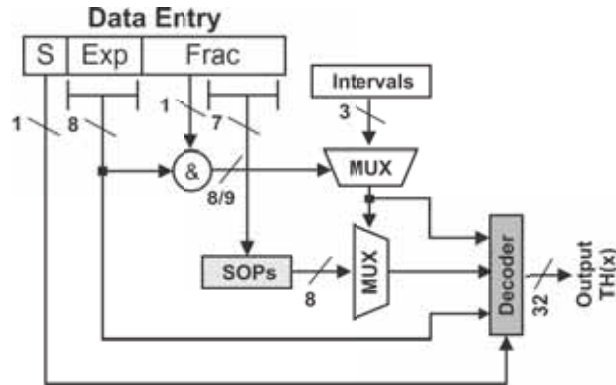 Data Entry
S Exp Frac
Intervals
1 8 1 7 3
& MUX
8/9
SOPs
8
MUX
Decoder
32
Output
TH(x)